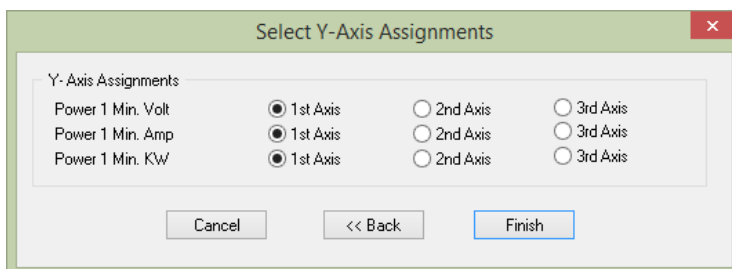 Select Y-Axis Assignments
Y- Axis Assignments
Power 1 Min. Volt 1st Axis 2nd Axis 3rd Axis
Power 1 Min. Amp 1st Axis 2nd Axis 3rd Axis
Power 1 Min. KW 1st Axis 2nd Axis 3rd Axis
Cancel << Back Finish